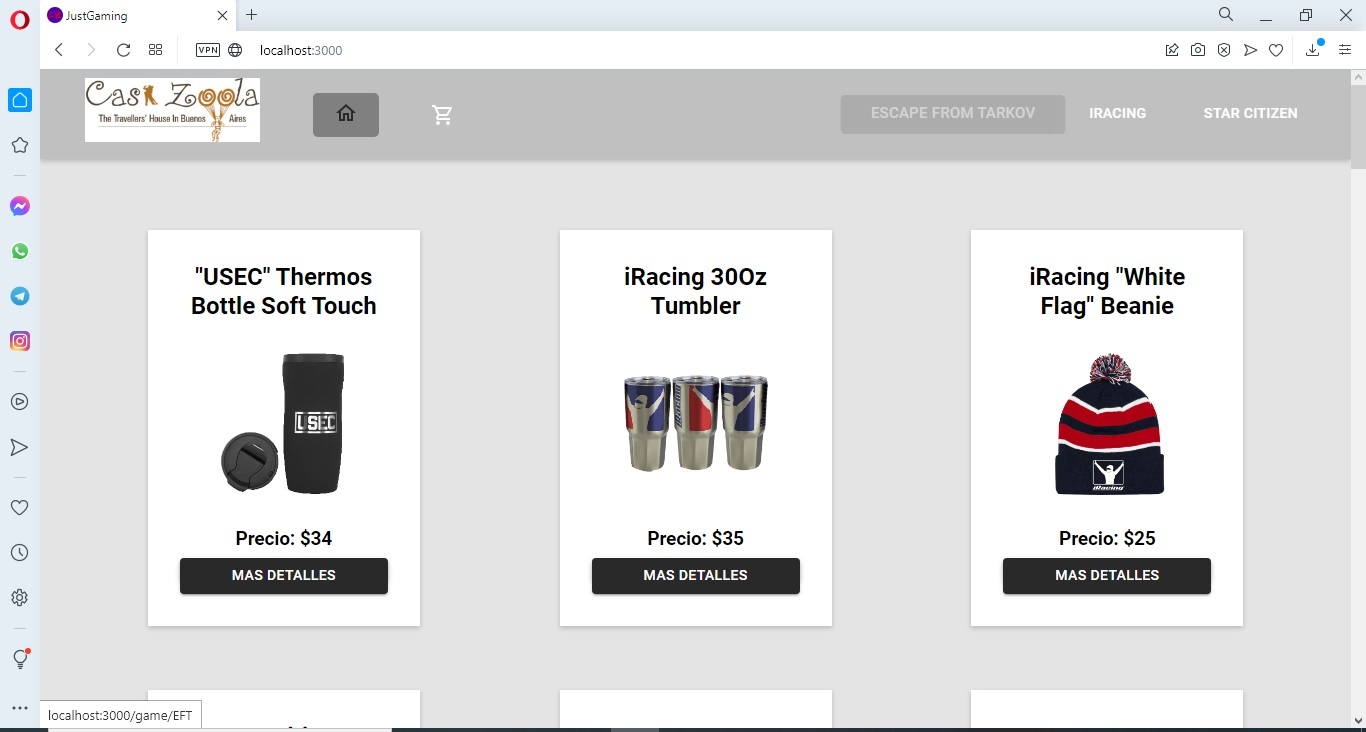 JustGaming
VPN
localhost:3000
Casa Zoola
The Travellers' House In Buenos Aires
ESCAPE FROM TARKOV
IRACING
STAR CITIZEN
"USEC" Thermos
Bottle Soft Touch
USEC
Precio: $34
MAS DETALLES
iRacing 30Oz
Tumbler
iRacing
Precio: $35
MAS DETALLES
iRacing "White
Flag" Beanie
iRacing
Precio: $25
MAS DETALLES
localhost:3000/game/EFT